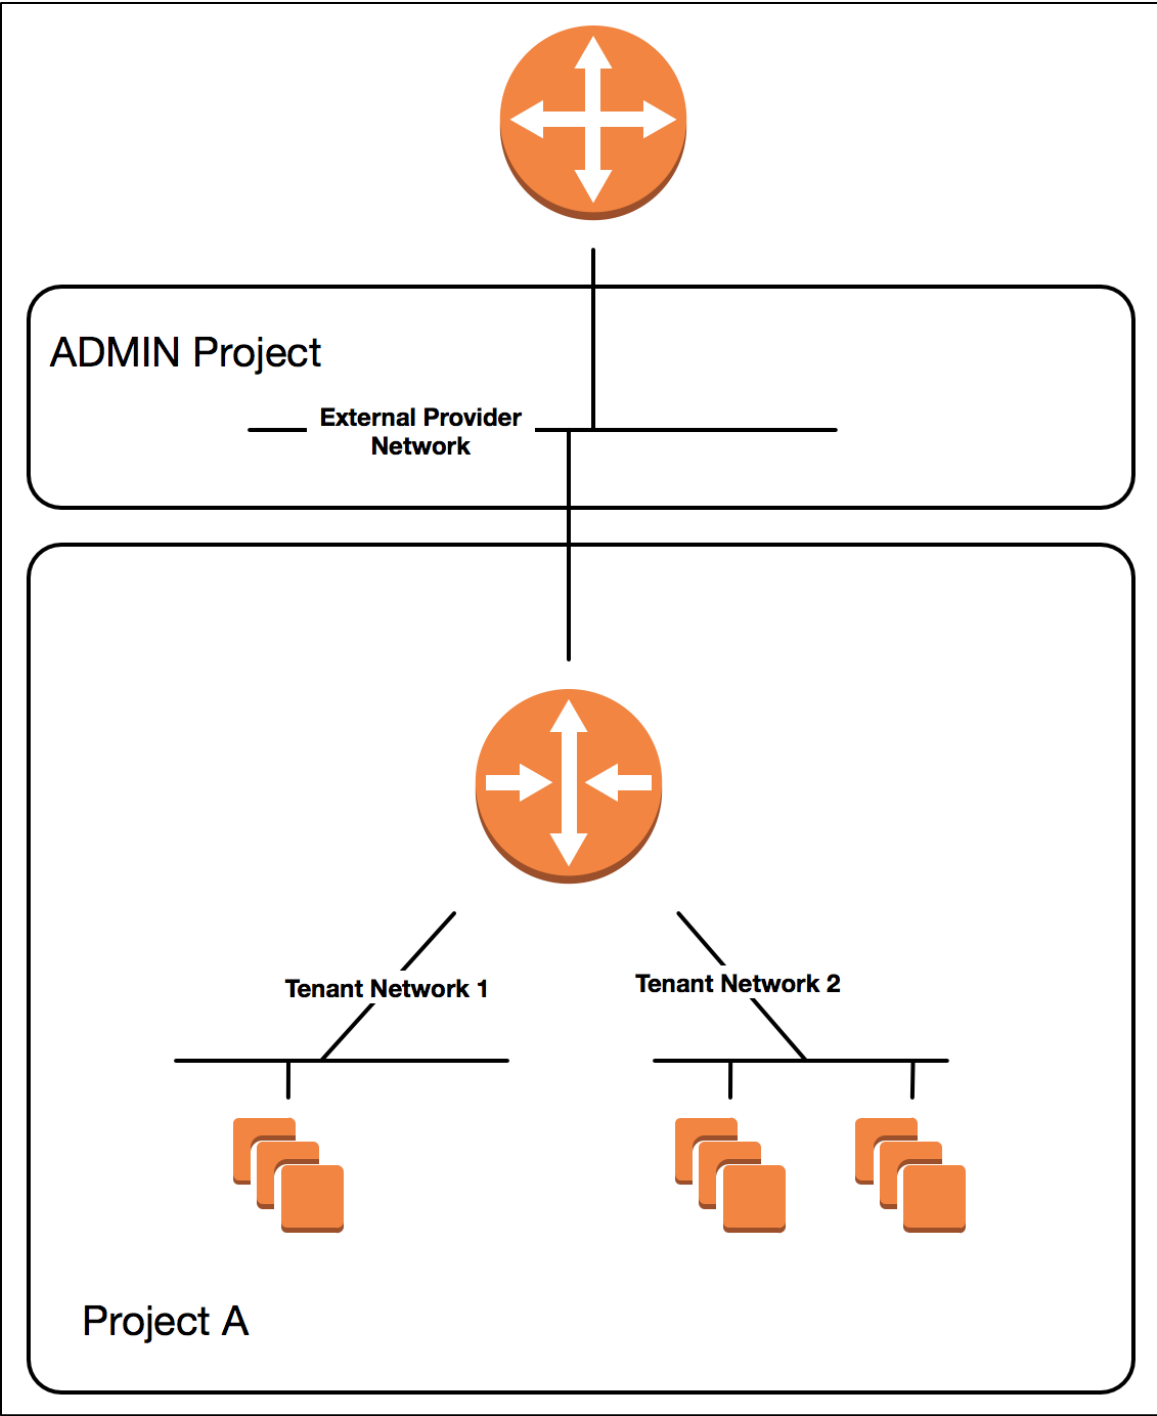 ADMIN Project
External Provider
Network
Tenant Network 1
Tenant Network 2
Project A